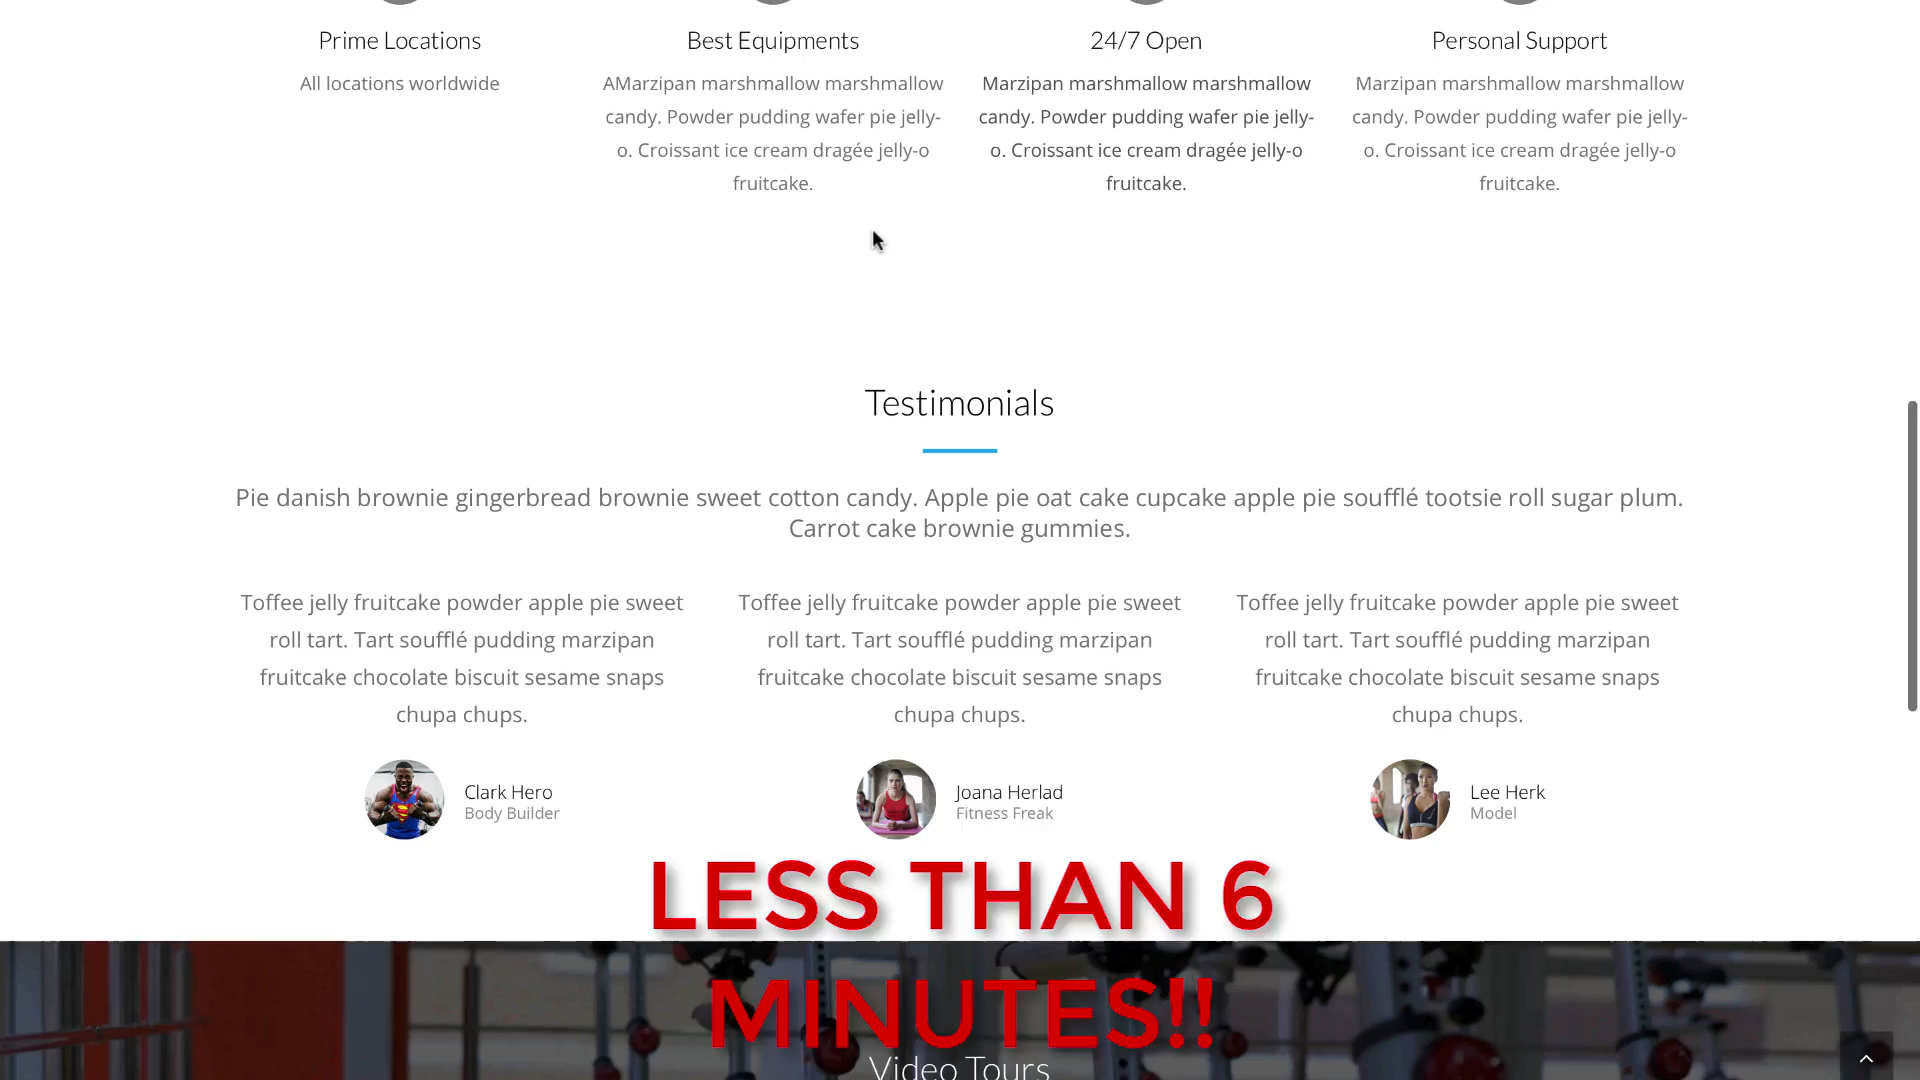 Prime Locations
All locations worldwide
Best Equipments
AMarzipan marshmallow marshmallow
candy. Powder pudding wafer pie jelly-
o. Croissant ice cream dragée jelly-o
fruitcake.
24/7 Open
Marzipan marshmallow marshmallow
candy. Powder pudding wafer pie jelly-
o. Croissant ice cream dragée jelly-o
fruitcake.
Personal Support
Marzipan marshmallow marshmallow
candy. Powder pudding wafer pie jelly-
o. Croissant ice cream dragée jelly-o
fruitcake.
Testimonials
Pie danish brownie gingerbread brownie sweet cotton candy. Apple pie oat cake cupcake apple pie soufflé tootsie roll sugar plum.
Carrot cake brownie gummies.
Toffee jelly fruitcake powder apple pie sweet
roll tart. Tart soufflé pudding marzipan
fruitcake chocolate biscuit sesame snaps
chupa chups.
Clark Hero
Body Builder
Toffee jelly fruitcake powder apple pie sweet
roll tart. Tart soufflé pudding marzipan
fruitcake chocolate biscuit sesame snaps
chupa chups.
Joana Herlad
Fitness Freak
Toffee jelly fruitcake powder apple pie sweet
roll tart. Tart soufflé pudding marzipan
fruitcake chocolate biscuit sesame snaps
chupa chups.
Lee Herk
Model
LESS THAN 6
MINUTES!!
Video Tours